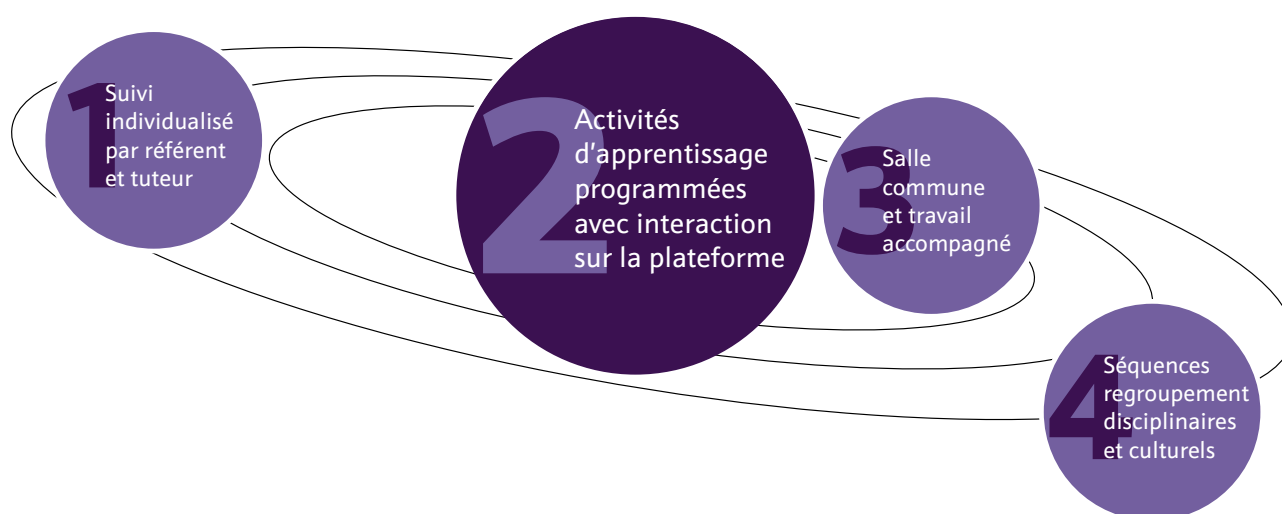 1
Suivi
individualisé
par référent
et tuteur
2
Activités
d'apprentissage
programmées
avec interaction
sur la plateforme
3
Salle
commune
et travail
accompagné
4
Séquences
regroupement
disciplinaires
et culturels